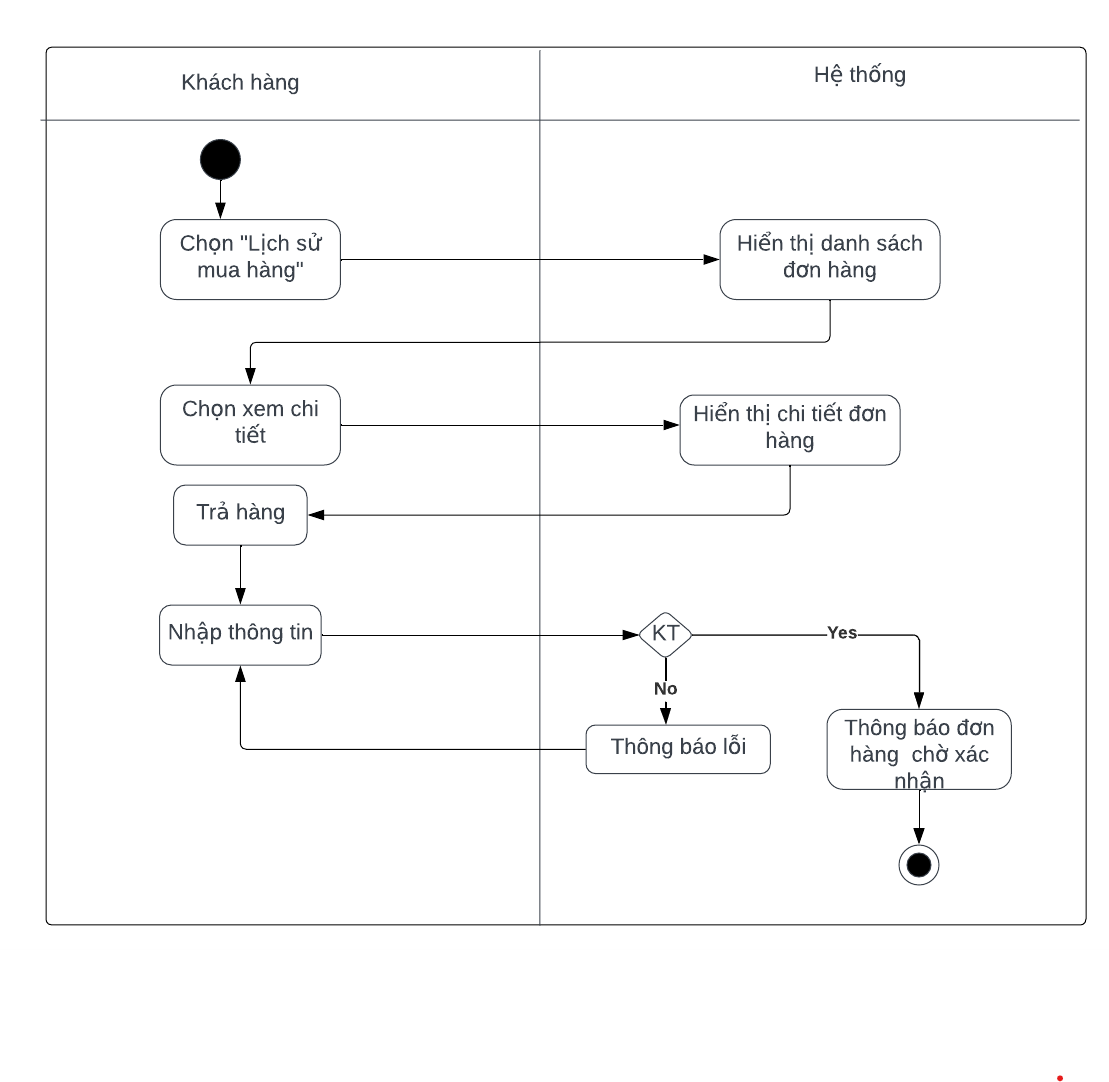 Khách hàng
Hệ thống
Chọn "Lịch sử
mua hàng"
Hiển thị danh sách
đơn hàng
Chọn xem chi
tiết
Hiển thị chi tiết đơn
hàng
Trả hàng
Nhập thông tin
KT
Yes
No
Thông báo lỗi
Thông báo đơn
hàng  chờ xác
nhận